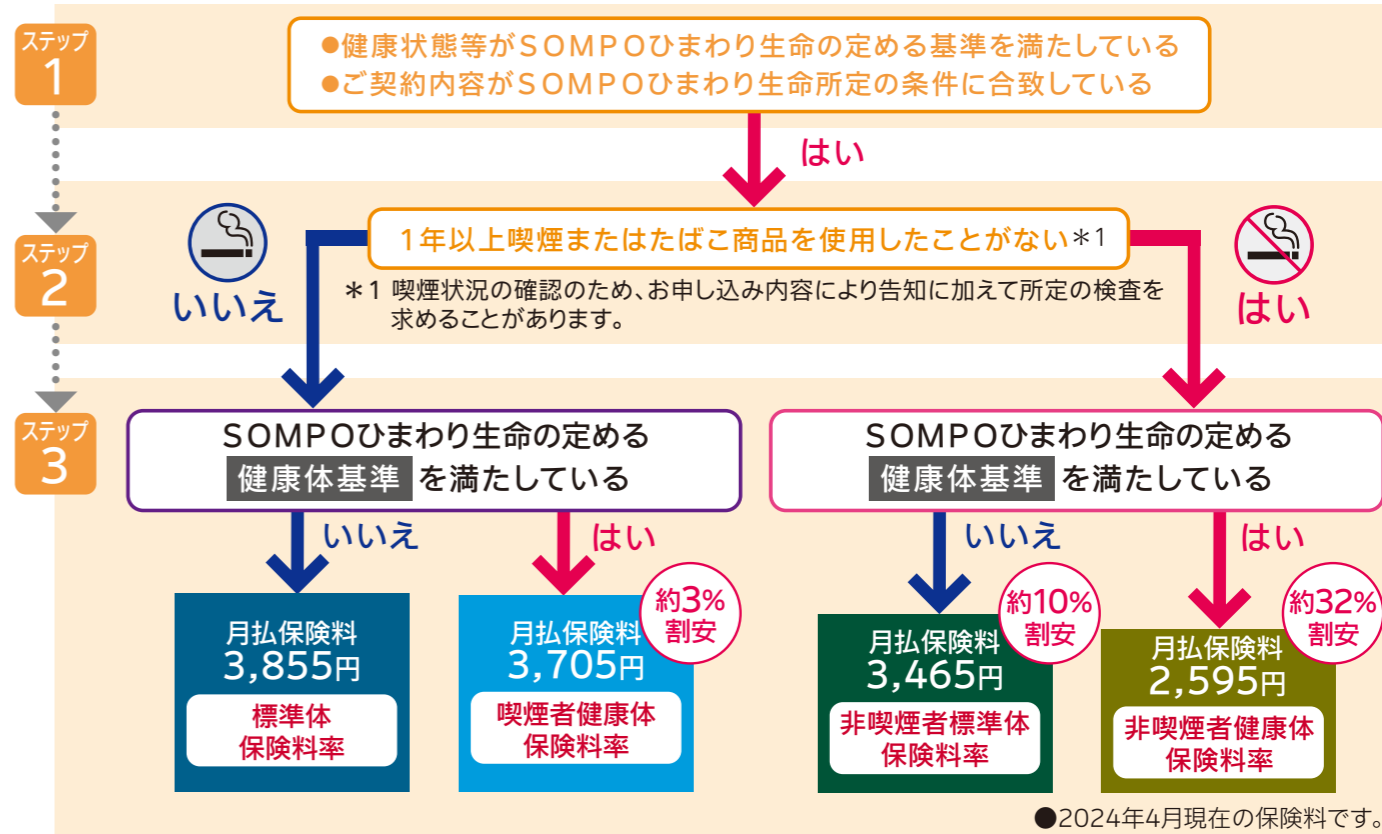 ステップ
1
●健康状態等がSOMPOひまわり生命の定める基準を満たしている
●ご契約内容がSOMPOひまわり生命所定の条件に合致している
はい
ステップ
2
1年以上喫煙またはたばこ商品を使用したことがない＊1
いいえ
＊1 喫煙状況の確認のため、お申し込み内容により告知に加えて所定の検査を
求めることがあります。
はい
ステップ
3
SOMPOひまわり生命の定める
健康体基準 を満たしている
いいえ
はい
月払保険料
3,855円
標準体
保険料率
約3%
割安
月払保険料
3,705円
喫煙者健康体
保険料率
SOMPOひまわり生命の定める
健康体基準 を満たしている
いいえ
はい
約10%
割安
月払保険料
3,465円
非喫煙者標準体
保険料率
約32%
割安
月払保険料
2,595円
非喫煙者健康体
保険料率
●2024年4月現在の保険料です。